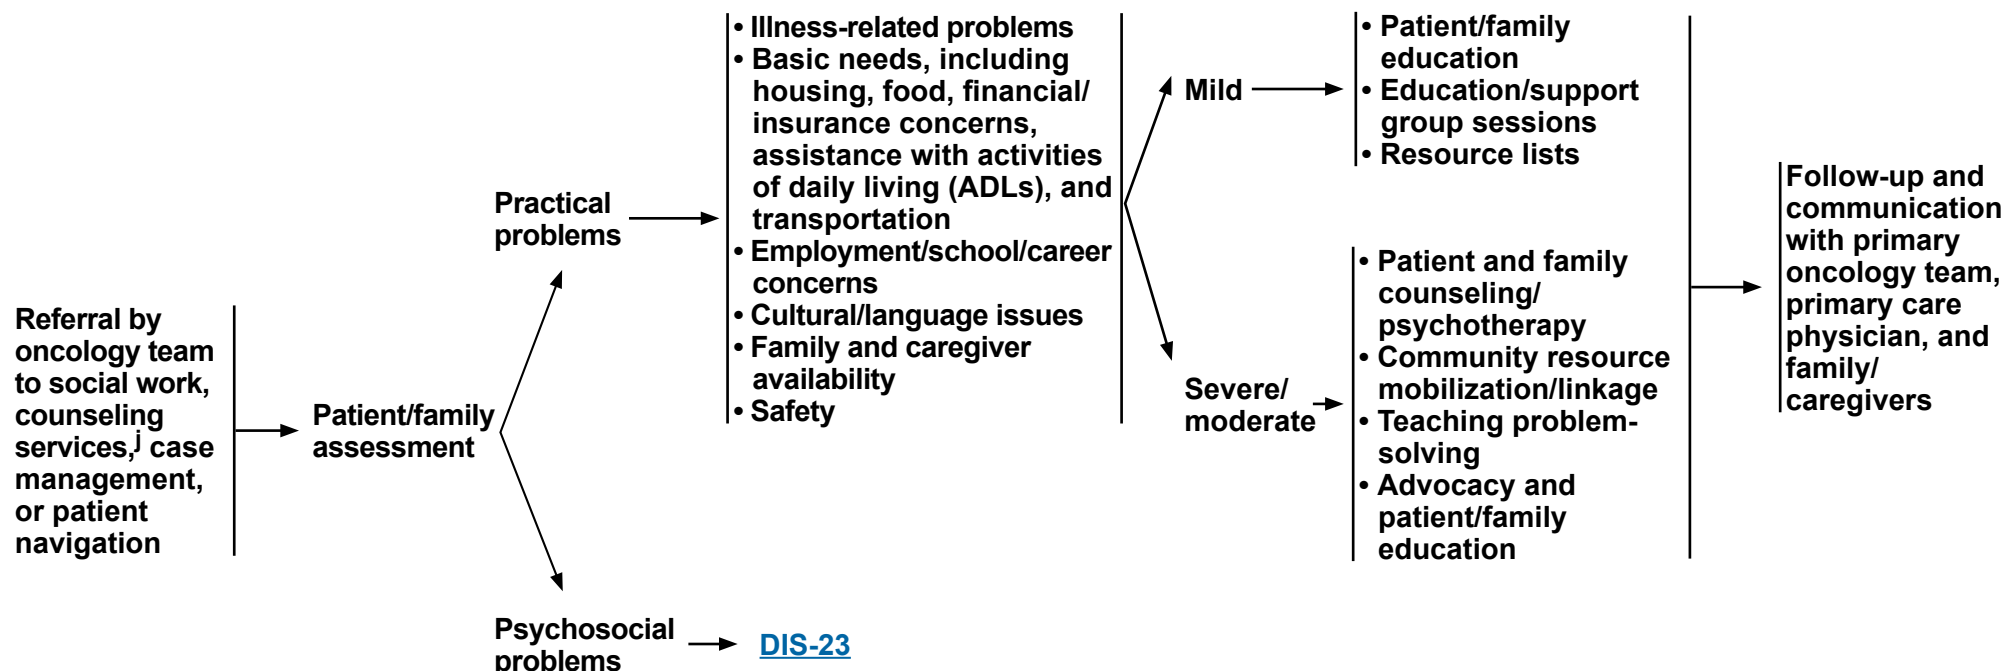 Referral by
oncology team
to social work,
counseling
services,j case
management,
or patient
navigation
Patient/family
assessment
Practical
problems
• Illness-related problems
• Basic needs, including
housing, food, financial/
insurance concerns,
assistance with activities
of daily living (ADLs), and
transportation
• Employment/school/career
concerns
• Cultural/language issues
• Family and caregiver
availability
• Safety
Mild
• Patient/family
education
• Education/support
group sessions
• Resource lists
Severe/
moderate
• Patient and family
counseling/
psychotherapy
• Community resource
mobilization/linkage
• Teaching problem-
solving
• Advocacy and
patient/family
education
Follow-up and
communication
with primary
oncology team,
primary care
physician, and
family/
caregivers
Psychosocial
problems
DIS-23